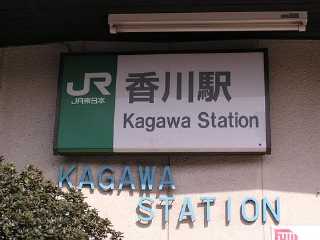 JR
JR東日本
香川駅
Kagawa Station
KAGAWA
STATION